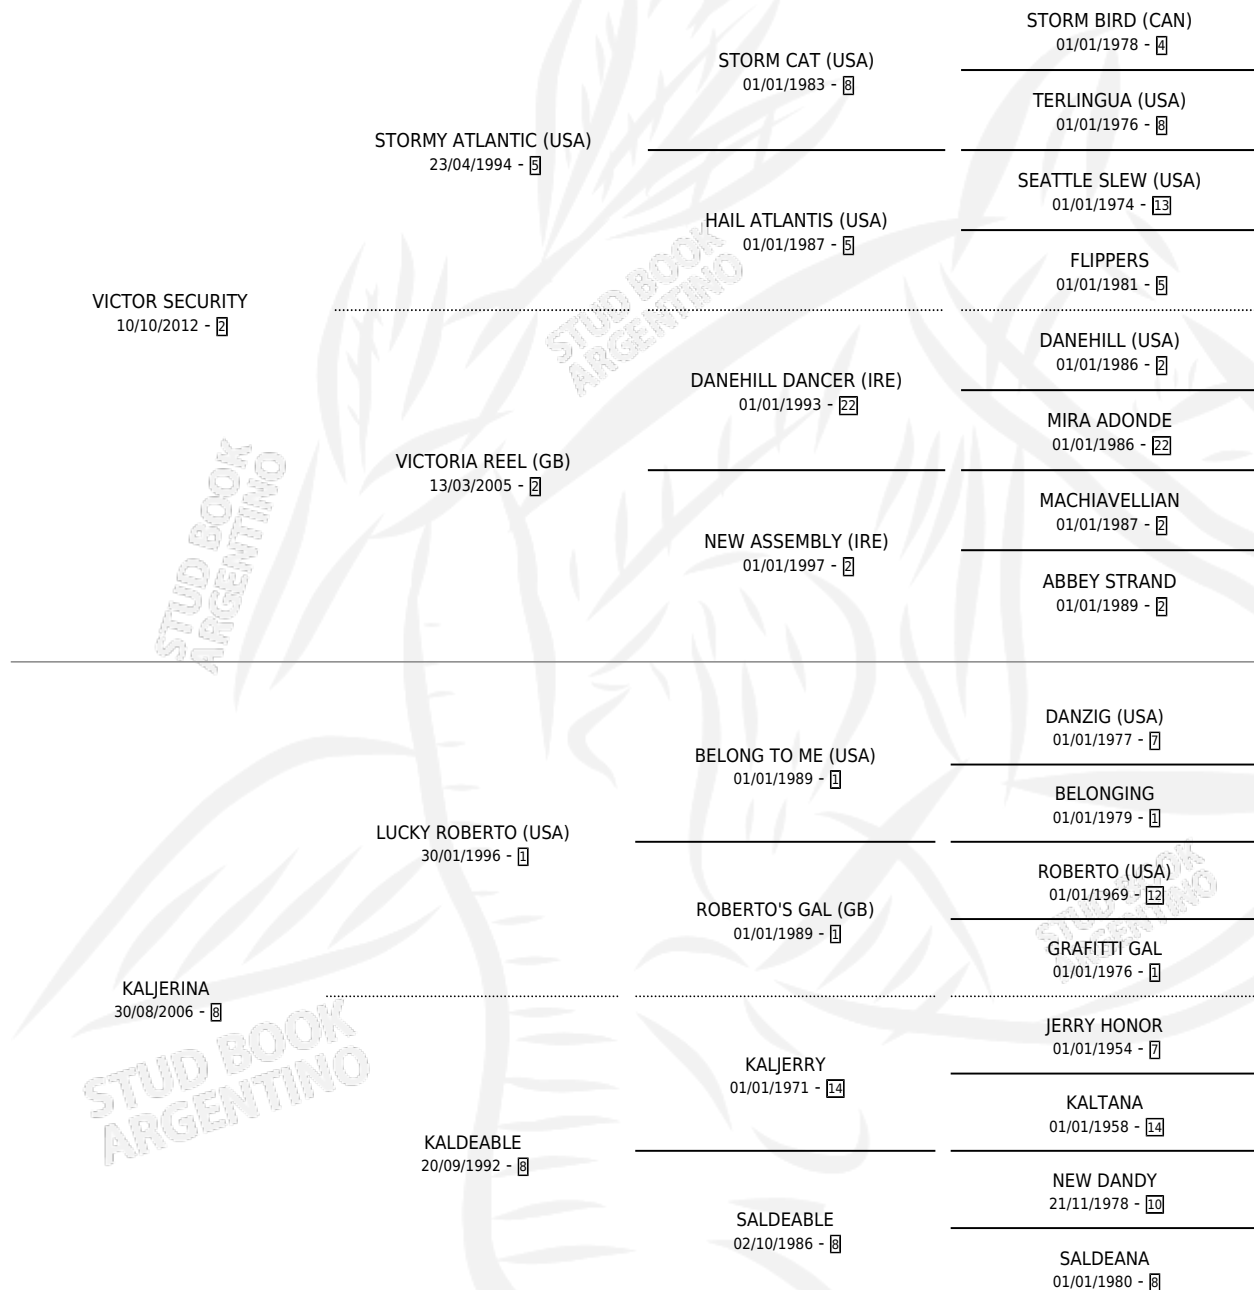 STORM BIRD (CAN)
01/01/1978 - 4
STORM CAT (USA)
01/01/1983 - 8
TERLINGUA (USA)
01/01/1976 - 8
STORMY ATLANTIC (USA)
23/04/1994 - 5
SEATTLE SLEW (USA)
01/01/1974 - 13
HAIL ATLANTIS (USA)
01/01/1987 - 5
FLIPPERS
01/01/1981 - 5
VICTOR SECURITY
10/10/2012 - 2
STUD BOOK
ARGENTINO
DANEHILL (USA)
01/01/1986 - 2
DANEHILL DANCER (IRE)
01/01/1993 - 22
MIRA ADONDE
01/01/1986 - 22
VICTORIA REEL (GB)
13/03/2005 - 2
MACHIAVELLIAN
01/01/1987 - 2
NEW ASSEMBLY (IRE)
01/01/1997 - 2
ABBEY STRAND
01/01/1989 - 2
STUD BOOK
ARGENTINO
DANZIG (USA)
01/01/1977 - 7
BELONG TO ME (USA)
01/01/1989 - 1
BELONGING
01/01/1979 - 1
LUCKY ROBERTO (USA)
30/01/1996 - 1
ROBERTO (USA)
01/01/1969 - 12
STUD BOOK
ARGENTINO
ROBERTO'S GAL (GB)
01/01/1989 - 1
GRAFITTI GAL
01/01/1976 - 1
KALJERINA
30/08/2006 - 8
STUD BOOK
ARGENTINO
JERRY HONOR
01/01/1954 - 7
KALJERRY
01/01/1971 - 14
KALTANA
01/01/1958 - 14
KALDEABLE
20/09/1992 - 8
NEW DANDY
21/11/1978 - 10
SALDEABLE
02/10/1986 - 8
SALDEANA
01/01/1980 - 8